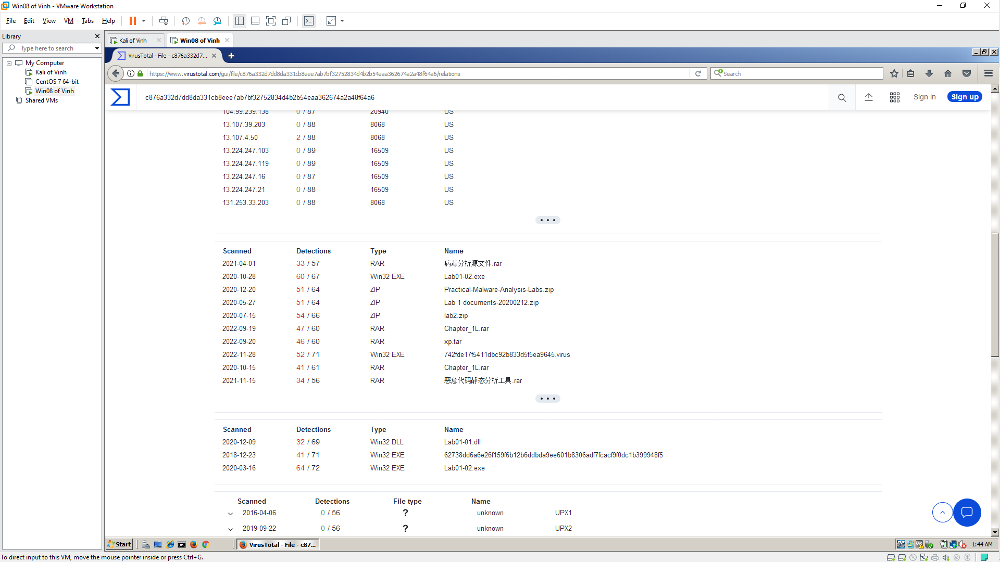 Win08 of Vinh - VMware Workstation
File Edit View VM Tabs Help
Library
Type here to search
My Computer
Kali of Vinh
CentOS 7 64-bit
Win08 of Vinh
Shared VMs
Kali of Vinh
Win08 of Vinh
VirusTotal - File - c876a332d7...
https://www.virustotal.com/gui/file/c876a332d7dd8da331cb8eee7ab7bf32752834d4b2b54eaa362674a2a48f64a6/relations
Search
c876a332d7dd8da331cb8eee7ab7bf32752834d4b2b54eaa362674a2a48f64a6
Sign in
Sign up
104.99.239.138 0 / 87 20940 US
13.107.39.203 0 / 88 8068 US
13.107.4.50 2 / 88 8068 US
13.224.247.103 0 / 89 16509 US
13.224.247.119 0 / 89 16509 US
13.224.247.16 0 / 87 16509 US
13.224.247.21 0 / 88 16509 US
131.253.33.203 0 / 88 8068 US
Scanned Detections Type Name
2021-04-01 33 / 57 RAR 病毒分析源文件.rar
2020-10-28 60 / 67 Win32 EXE Lab01-02.exe
2020-12-20 51 / 64 ZIP Practical-Malware-Analysis-Labs.zip
2020-05-27 51 / 64 ZIP Lab 1 documents-20200212.zip
2020-07-15 54 / 66 ZIP lab2.zip
2022-09-19 47 / 60 RAR Chapter_1L.rar
2022-09-20 46 / 60 RAR xp.tar
2022-11-28 52 / 71 Win32 EXE 742fde17f5411dbc92b833d5f5ea9645.virus
2020-10-15 41 / 61 RAR Chapter_1L.rar
2021-11-15 34 / 56 RAR 恶意代码静态分析工具.rar
Scanned Detections Type Name
2020-12-09 32 / 69 Win32 DLL Lab01-01.dll
2018-12-23 41 / 71 Win32 EXE 62738dd6a6e26f159f6b12b6ddbda9ee601b8306adf7fcacf9f0dc1b399948f5
2020-03-16 64 / 72 Win32 EXE Lab01-02.exe
Scanned Detections File type Name
2016-04-06 0 / 56 ? unknown UPX1
2019-09-22 0 / 56 ? unknown UPX2
Start
VirusTotal - File - c87...
1:44 AM
To direct input to this VM, move the mouse pointer inside or press Ctrl+G.